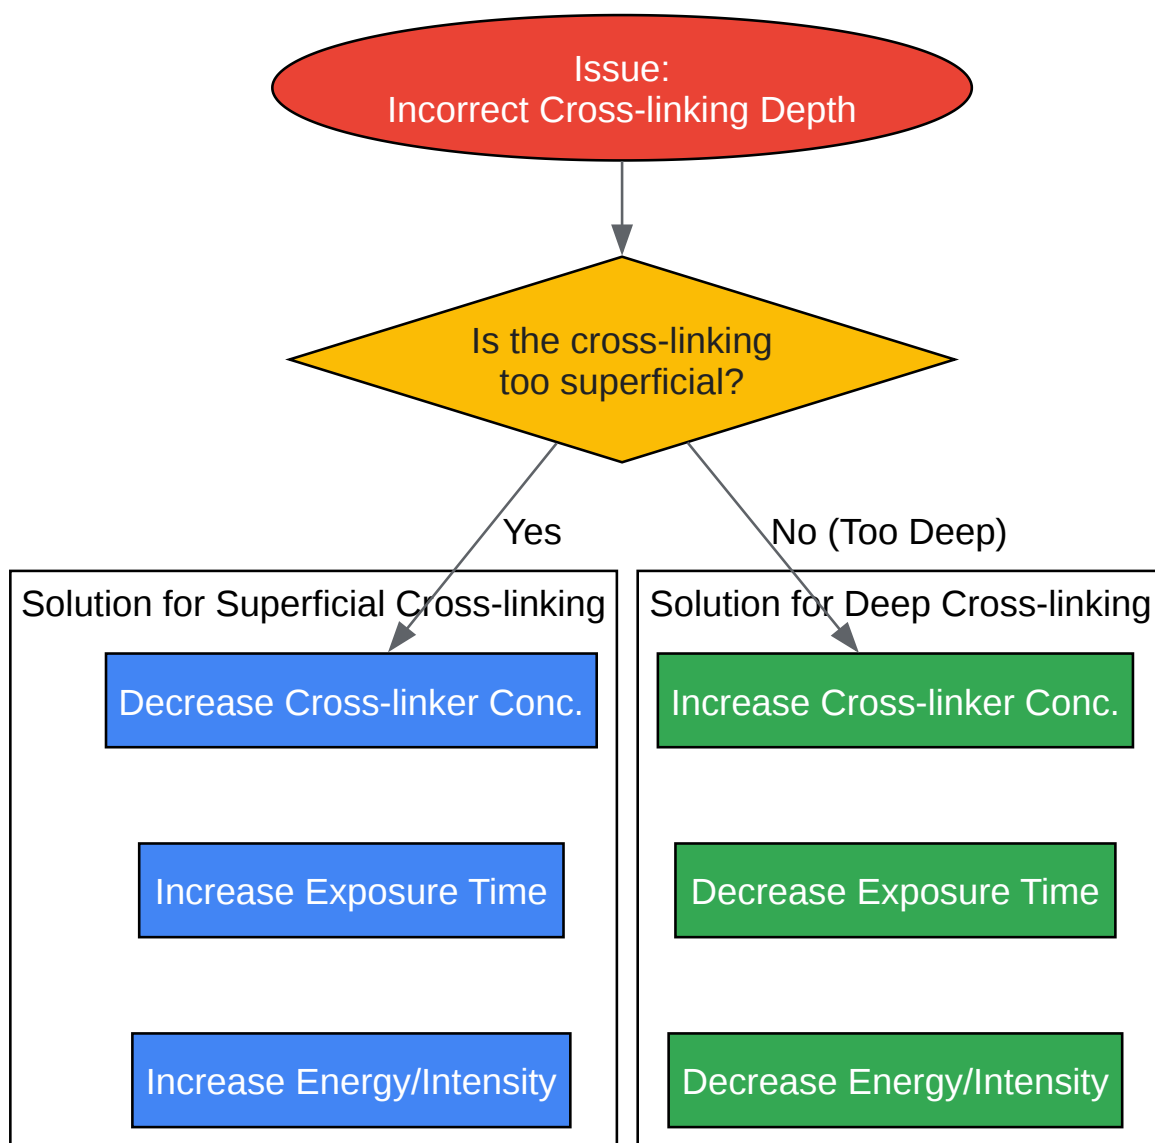 Issue:
Incorrect Cross-linking Depth
Is the cross-linking
too superficial?
Yes
No (Too Deep)
Solution for Superficial Cross-linking
Decrease Cross-linker Conc.
Increase Exposure Time
Increase Energy/Intensity
Solution for Deep Cross-linking
Increase Cross-linker Conc.
Decrease Exposure Time
Decrease Energy/Intensity